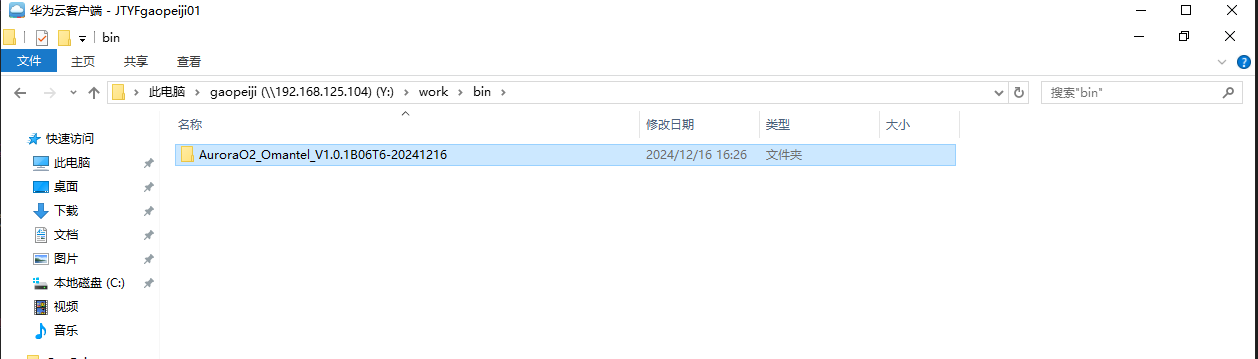 华为云客户端 - JTYFgaopeiji01
bin
文件 主页 共享 查看
此电脑 gaopeiji (\\192.168.125.104) (Y:) work bin 搜索"bin"
名称 修改日期 类型 大小
快速访问
AuroraO2_Omantel_V1.0.1B06T6-20241216 2024/12/16 16:26 文件夹
此电脑
桌面
下载
文档
图片
本地磁盘 (C:)
视频
音乐